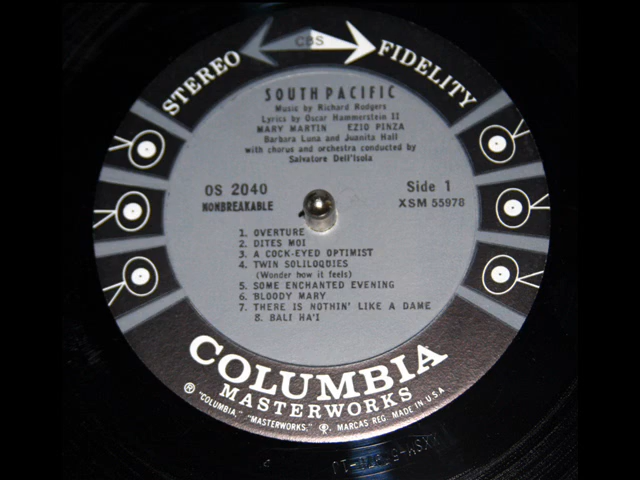 CBS
STEREO FIDELITY
SOUTH PACIFIC
Music by Richard Rodgers
Lyrics by Oscar Hammerstein II
MARY MARTIN EZIO PINZA
Barbara Luna and Juanita Hall
with chorus and orchestra conducted by
Salvatore Dell'Isola
OS 2040 Side 1
NONBREAKABLE XSM 55978
1. OVERTURE
2. DITES MOI
3. A COCK-EYED OPTIMIST
4. TWIN SOLILOQUIES
(Wonder how it feels)
5. SOME ENCHANTED EVENING
6. BLOODY MARY
7. THERE IS NOTHIN' LIKE A DAME
8. BALI HA'I
COLUMBIA
MASTERWORKS
® "COLUMBIA," "MASTERWORKS," MARCAS REG. MADE IN U.S.A.